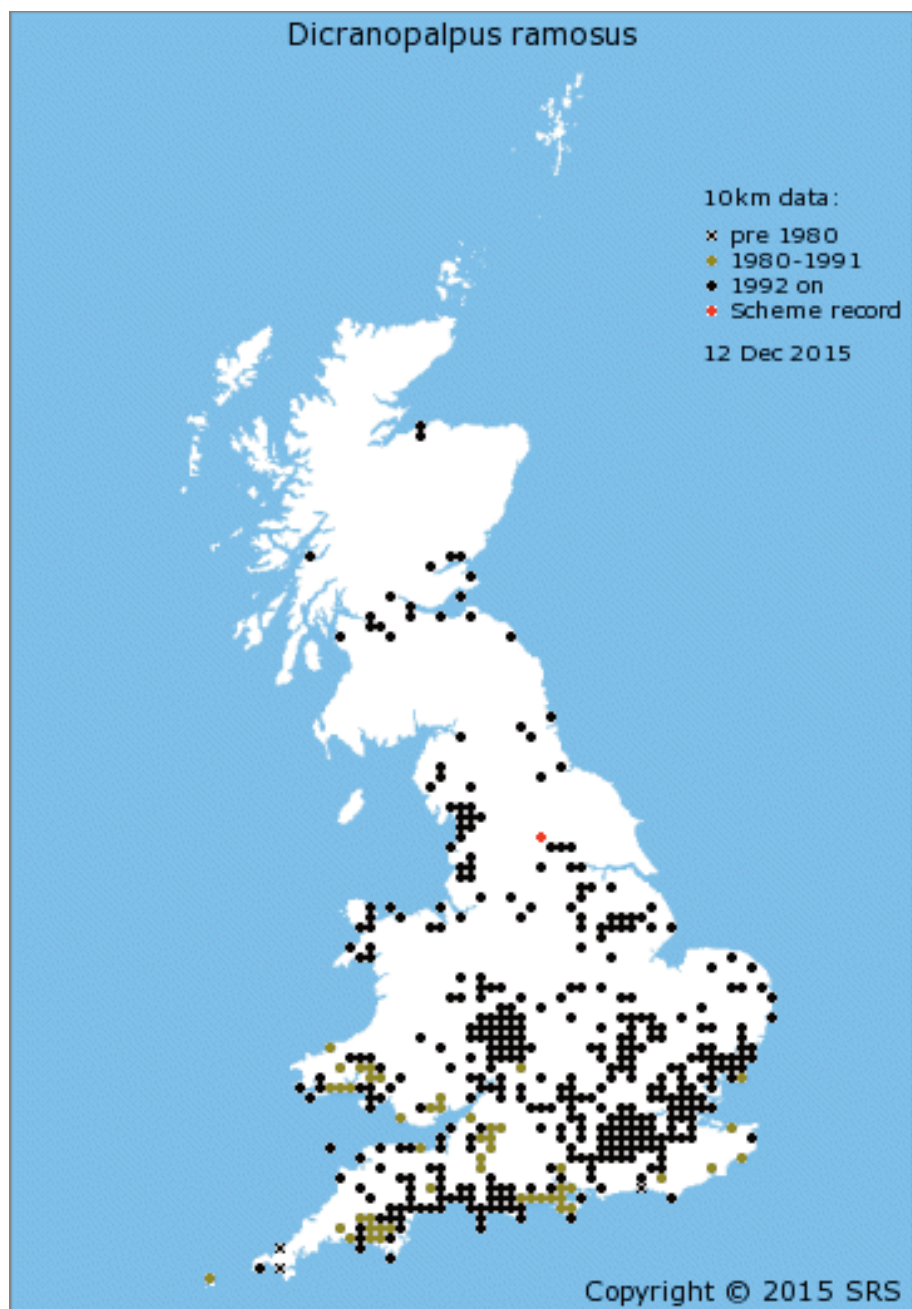 Dicranopalpus ramosus
10km data:
pre 1980
1980-1991
1992 on
Scheme record
12 Dec 2015
Copyright © 2015 SRS